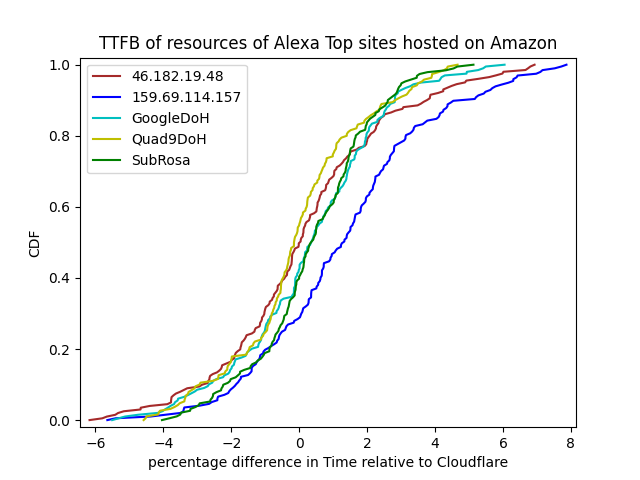 TTFB of resources of Alexa Top sites hosted on Amazon
1.0
0.8
0.6
0.4
0.2
0.0
CDF
46.182.19.48
159.69.114.157
GoogleDoH
Quad9DoH
SubRosa
−6 −4 −2 0 2 4 6 8
percentage difference in Time relative to Cloudflare